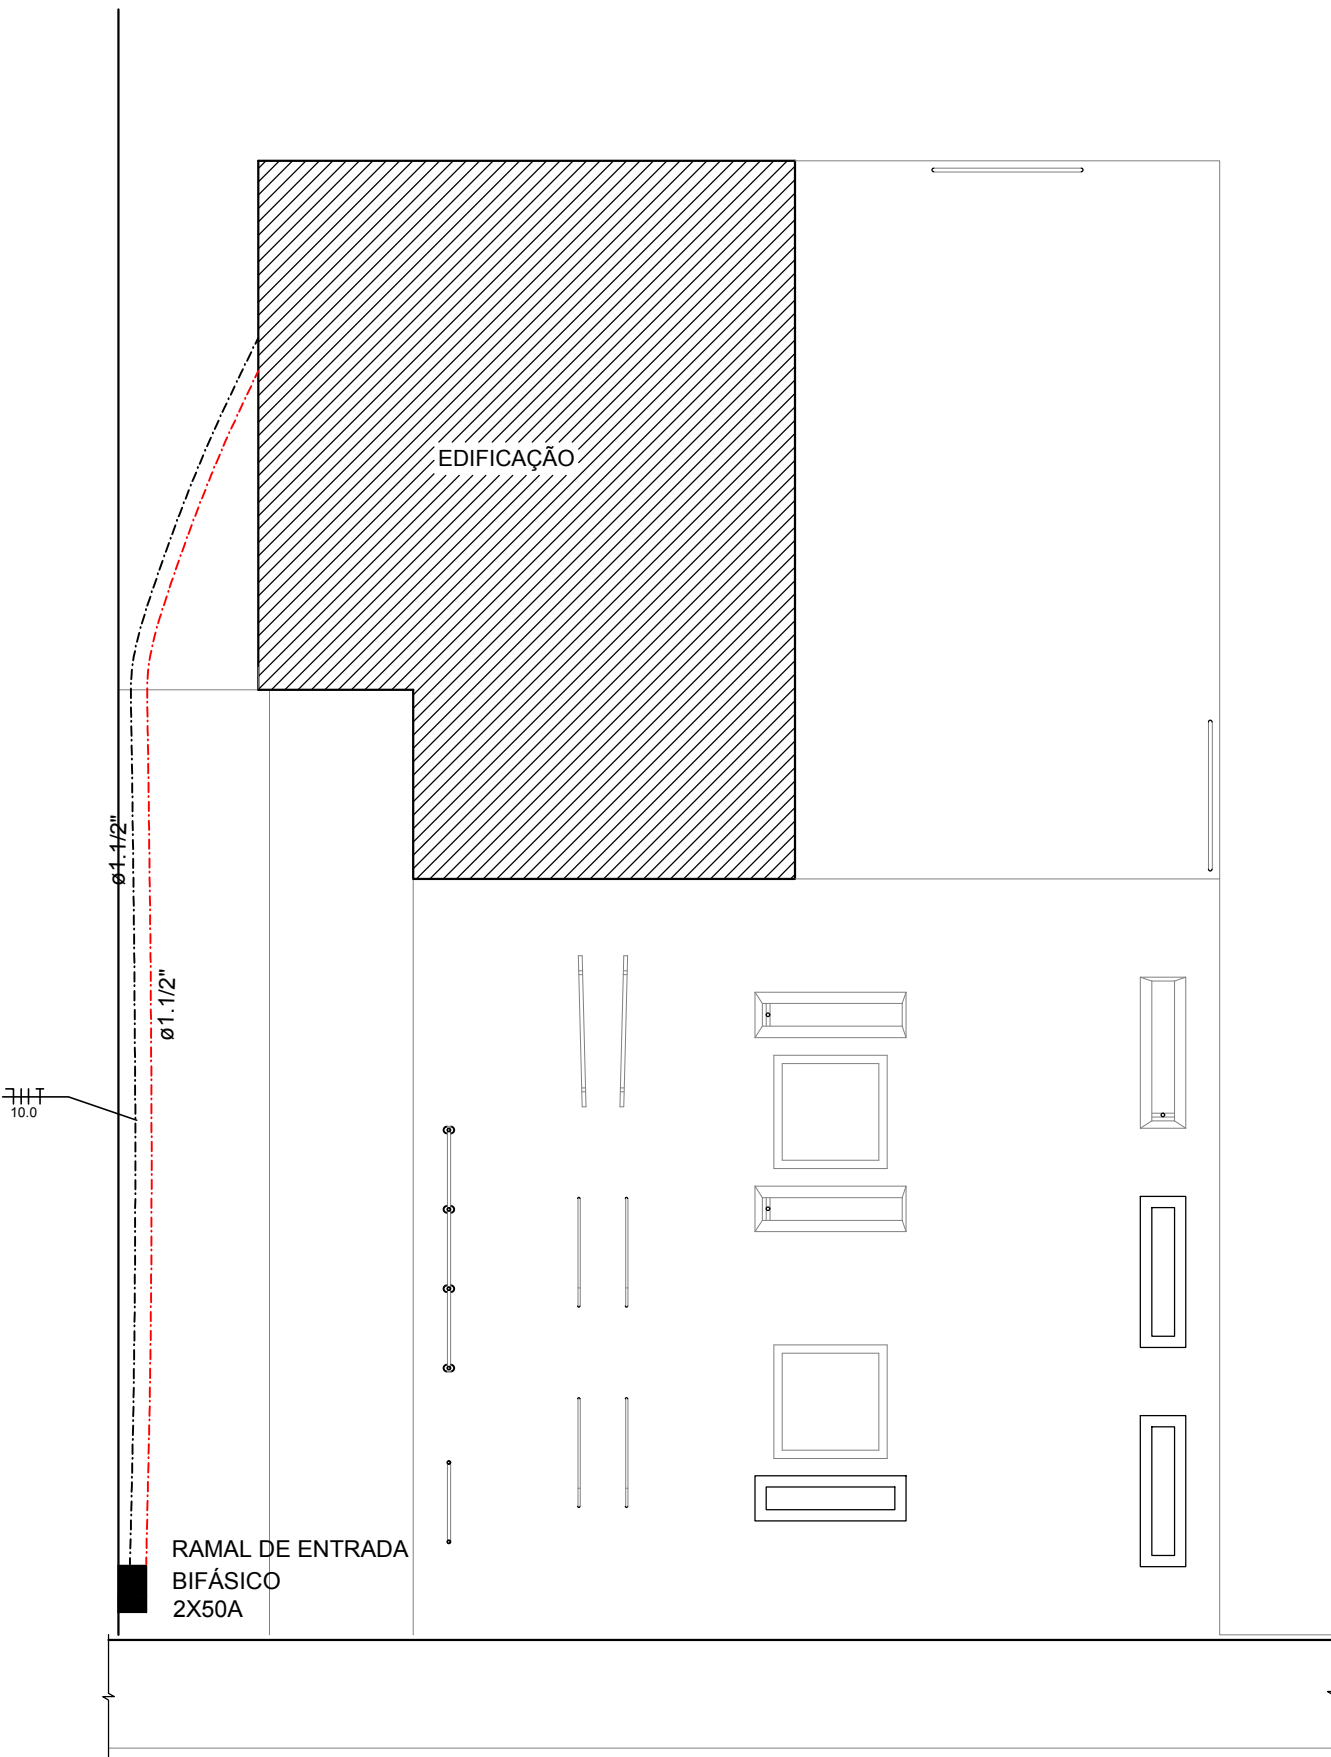 EDIFICAÇÃO
ø1.1/2"
ø1.1/2"
10.0
RAMAL DE ENTRADA
BIFÁSICO
2X50A